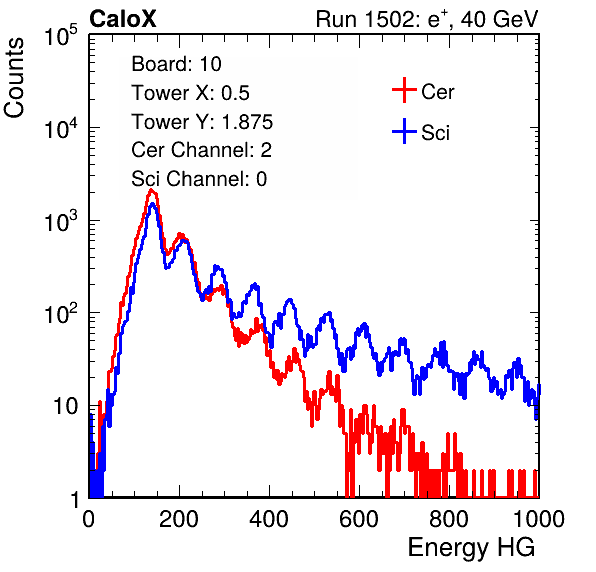 CaloX Run 1502: e⁺, 40 GeV
Counts
Board: 10
Tower X: 0.5
Tower Y: 1.875
Cer Channel: 2
Sci Channel: 0
Cer
Sci
10⁵
10⁴
10³
10²
10
1
0 200 400 600 800 1000
Energy HG